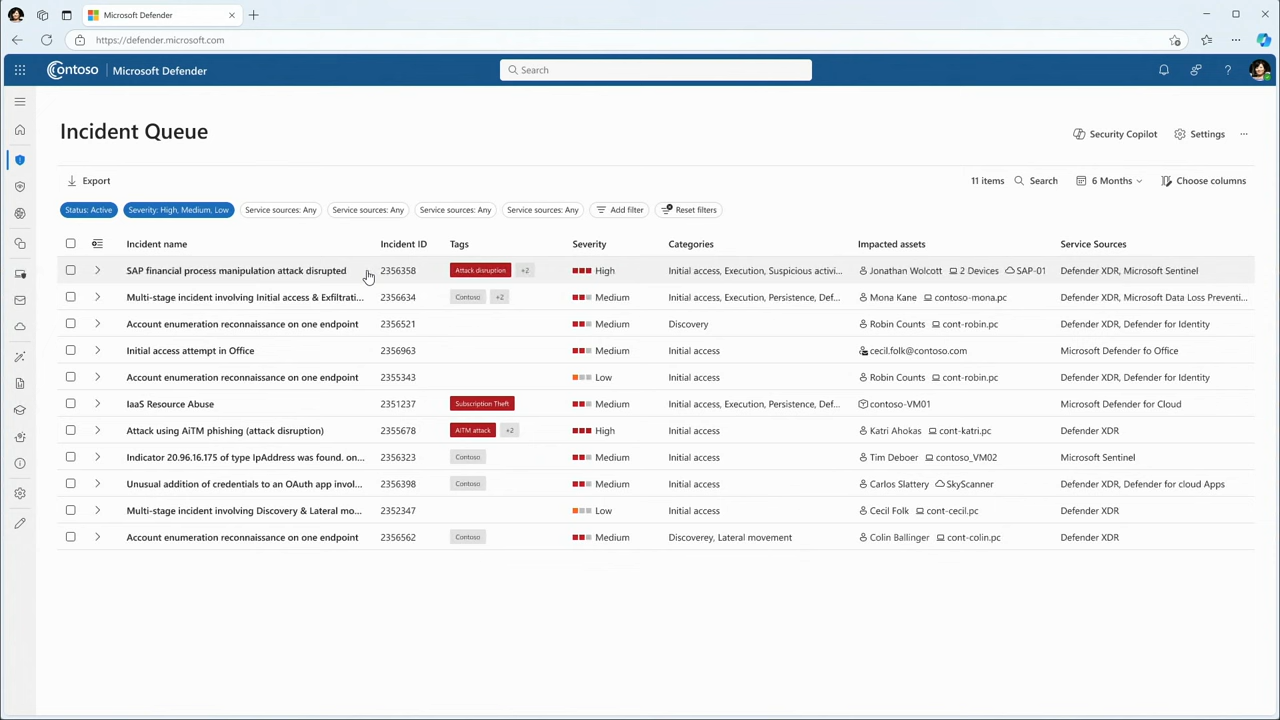 Microsoft Defender
https://defender.microsoft.com
Contoso Microsoft Defender Search
Incident Queue
Security Copilot Settings
Export 11 items Search 6 Months Choose columns
Status: Active Severity: High, Medium, Low Service sources: Any Service sources: Any Service sources: Any Service sources: Any Add filter Reset filters
Incident name Incident ID Tags Severity Categories Impacted assets Service Sources
SAP financial process manipulation attack disrupted 2356358 Attack disruption +2 High Initial access, Execution, Suspicious activi... Jonathan Wolcott 2 Devices SAP-01 Defender XDR, Microsoft Sentinel
Multi-stage incident involving Initial access & Exfiltrati... 2356634 Contoso +2 Medium Initial access, Execution, Persistence, Def... Mona Kane contoso-mona.pc Defender XDR, Microsoft Data Loss Preventi...
Account enumeration reconnaissance on one endpoint 2356521 Medium Discovery Robin Counts cont-robin.pc Defender XDR, Defender for Identity
Initial access attempt in Office 2356963 Medium Initial access cecil.folk@contoso.com Microsoft Defender fo Office
Account enumeration reconnaissance on one endpoint 2355343 Low Initial access Robin Counts cont-robin.pc Defender XDR, Defender for Identity
IaaS Resource Abuse 2351237 Subscription Theft Medium Initial access, Execution, Persistence, Def... contoso-VM01 Microsoft Defender for Cloud
Attack using AiTM phishing (attack disruption) 2355678 AiTM attack +2 High Initial access Katri Ahokas cont-katri.pc Defender XDR
Indicator 20.96.16.175 of type IpAddress was found. on... 2356323 Contoso Medium Initial access Tim Deboer contoso_VM02 Microsoft Sentinel
Unusual addition of credentials to an OAuth app invol... 2356398 Contoso Medium Initial access Carlos Slattery SkyScanner Defender XDR, Defender for cloud Apps
Multi-stage incident involving Discovery & Lateral mo... 2352347 Low Initial access Cecil Folk cont-cecil.pc Defender XDR
Account enumeration reconnaissance on one endpoint 2356562 Contoso Medium Discoverey, Lateral movement Colin Ballinger cont-colin.pc Defender XDR